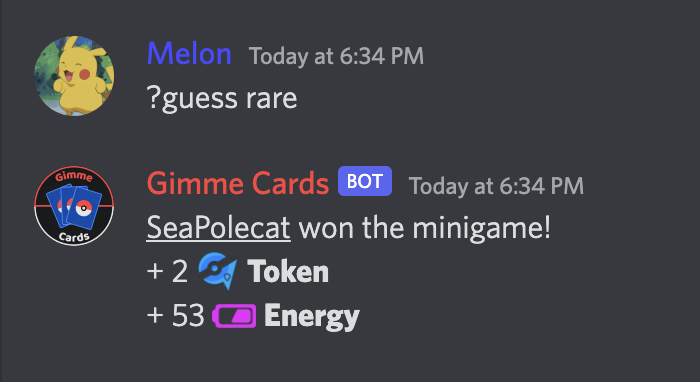 Melon Today at 6:34 PM
?guess rare
Gimme
Cards
Gimme Cards BOT Today at 6:34 PM
SeaPolecat won the minigame!
+ 2 Token
+ 53 Energy